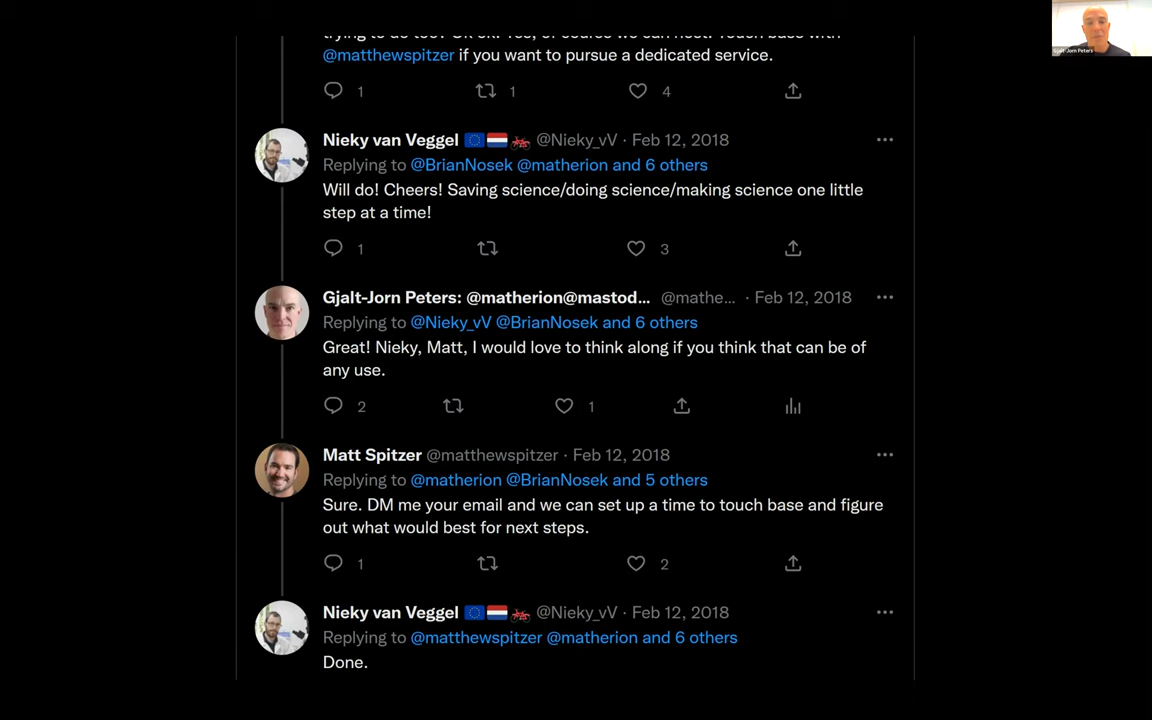 @matthewspitzer if you want to pursue a dedicated service.
1 1 4
Nieky van Veggel @Nieky_vV · Feb 12, 2018
Replying to @BrianNosek @matherion and 6 others
Will do! Cheers! Saving science/doing science/making science one little
step at a time!
1 3
Gjalt-Jorn Peters: @matherion@mastod... @mathe... · Feb 12, 2018
Replying to @Nieky_vV @BrianNosek and 6 others
Great! Nieky, Matt, I would love to think along if you think that can be of
any use.
2 1
Matt Spitzer @matthewspitzer · Feb 12, 2018
Replying to @matherion @BrianNosek and 5 others
Sure. DM me your email and we can set up a time to touch base and figure
out what would best for next steps.
1 2
Nieky van Veggel @Nieky_vV · Feb 12, 2018
Replying to @matthewspitzer @matherion and 6 others
Done.
Gjalt-Jorn Peters